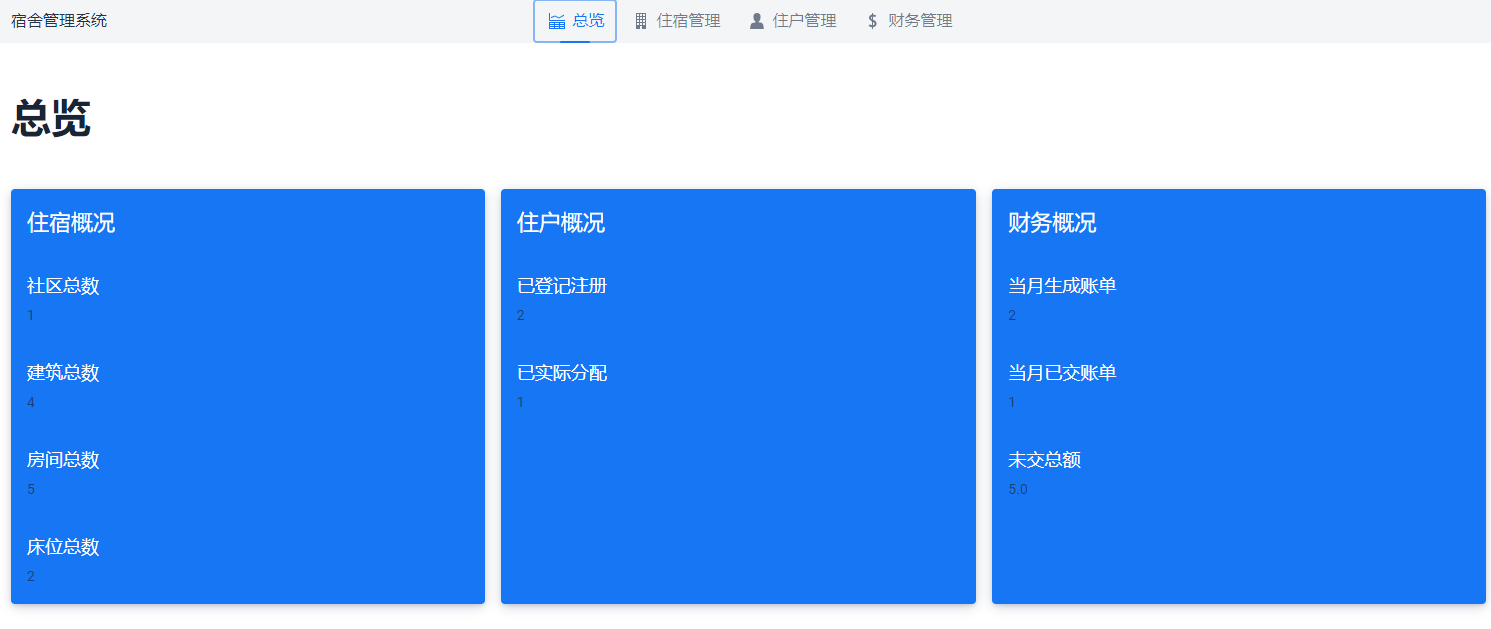 宿舍管理系统
总览
住宿管理
住户管理
财务管理
总览
住宿概况
社区总数
1
建筑总数
4
房间总数
5
床位总数
2
住户概况
已登记注册
2
已实际分配
1
财务概况
当月生成账单
2
当月已交账单
1
未交总额
5.0